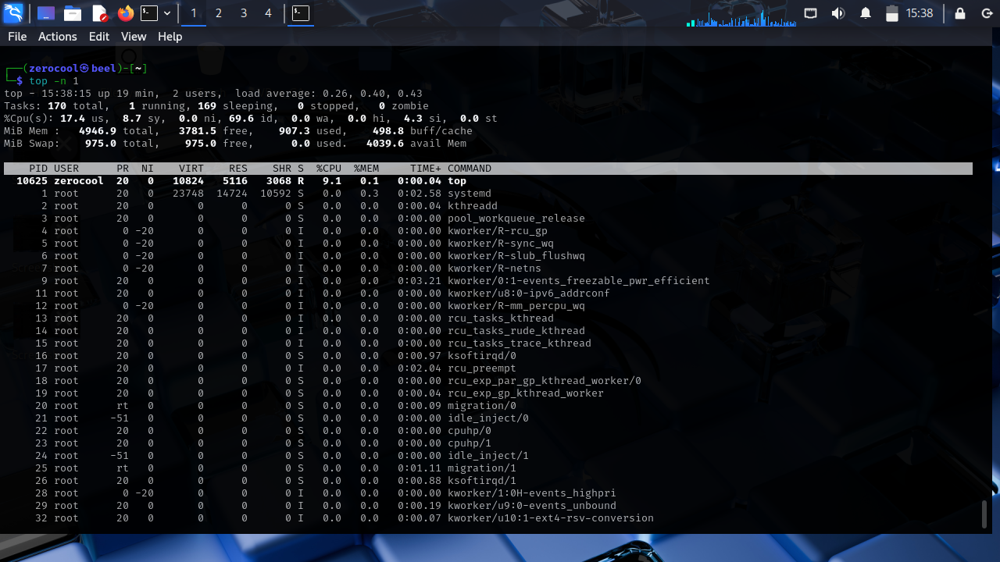 1 2 3 4 15:38
File Actions Edit View Help
┌──(zerocool㉿beel)-[~]
└─$ top -n 1
top - 15:38:15 up 19 min,  2 users,  load average: 0.26, 0.40, 0.43
Tasks: 170 total,   1 running, 169 sleeping,   0 stopped,   0 zombie
%Cpu(s): 17.4 us,  8.7 sy,  0.0 ni, 69.6 id,  0.0 wa,  0.0 hi,  4.3 si,  0.0 st
MiB Mem :   4946.9 total,   3781.5 free,    907.3 used,    498.8 buff/cache
MiB Swap:    975.0 total,    975.0 free,      0.0 used.   4039.6 avail Mem
PID USER      PR  NI    VIRT    RES    SHR S  %CPU  %MEM     TIME+ COMMAND
10625 zerocool  20   0   10824   5116   3068 R   9.1   0.1   0:00.04 top
1 root      20   0   23748  14724  10592 S   0.0   0.3   0:02.58 systemd
2 root      20   0       0      0      0 S   0.0   0.0   0:00.04 kthreadd
3 root      20   0       0      0      0 S   0.0   0.0   0:00.00 pool_workqueue_release
4 root       0 -20       0      0      0 I   0.0   0.0   0:00.00 kworker/R-rcu_gp
5 root       0 -20       0      0      0 I   0.0   0.0   0:00.00 kworker/R-sync_wq
6 root       0 -20       0      0      0 I   0.0   0.0   0:00.00 kworker/R-slub_flushwq
7 root       0 -20       0      0      0 I   0.0   0.0   0:00.00 kworker/R-netns
9 root      20   0       0      0      0 I   0.0   0.0   0:03.21 kworker/0:1-events_freezable_pwr_efficient
11 root      20   0       0      0      0 I   0.0   0.0   0:00.00 kworker/u8:0-ipv6_addrconf
12 root       0 -20       0      0      0 I   0.0   0.0   0:00.00 kworker/R-mm_percpu_wq
13 root      20   0       0      0      0 I   0.0   0.0   0:00.00 rcu_tasks_kthread
14 root      20   0       0      0      0 I   0.0   0.0   0:00.00 rcu_tasks_rude_kthread
15 root      20   0       0      0      0 I   0.0   0.0   0:00.00 rcu_tasks_trace_kthread
16 root      20   0       0      0      0 S   0.0   0.0   0:00.97 ksoftirqd/0
17 root      20   0       0      0      0 I   0.0   0.0   0:02.04 rcu_preempt
18 root      20   0       0      0      0 S   0.0   0.0   0:00.00 rcu_exp_par_gp_kthread_worker/0
19 root      20   0       0      0      0 S   0.0   0.0   0:00.04 rcu_exp_gp_kthread_worker
20 root      rt   0       0      0      0 S   0.0   0.0   0:00.09 migration/0
21 root     -51   0       0      0      0 S   0.0   0.0   0:00.00 idle_inject/0
22 root      20   0       0      0      0 S   0.0   0.0   0:00.00 cpuhp/0
23 root      20   0       0      0      0 S   0.0   0.0   0:00.00 cpuhp/1
24 root     -51   0       0      0      0 S   0.0   0.0   0:00.00 idle_inject/1
25 root      rt   0       0      0      0 S   0.0   0.0   0:01.11 migration/1
26 root      20   0       0      0      0 S   0.0   0.0   0:00.88 ksoftirqd/1
28 root       0 -20       0      0      0 I   0.0   0.0   0:00.00 kworker/1:0H-events_highpri
29 root      20   0       0      0      0 I   0.0   0.0   0:00.19 kworker/u9:0-events_unbound
32 root      20   0       0      0      0 I   0.0   0.0   0:00.07 kworker/u10:1-ext4-rsv-conversion